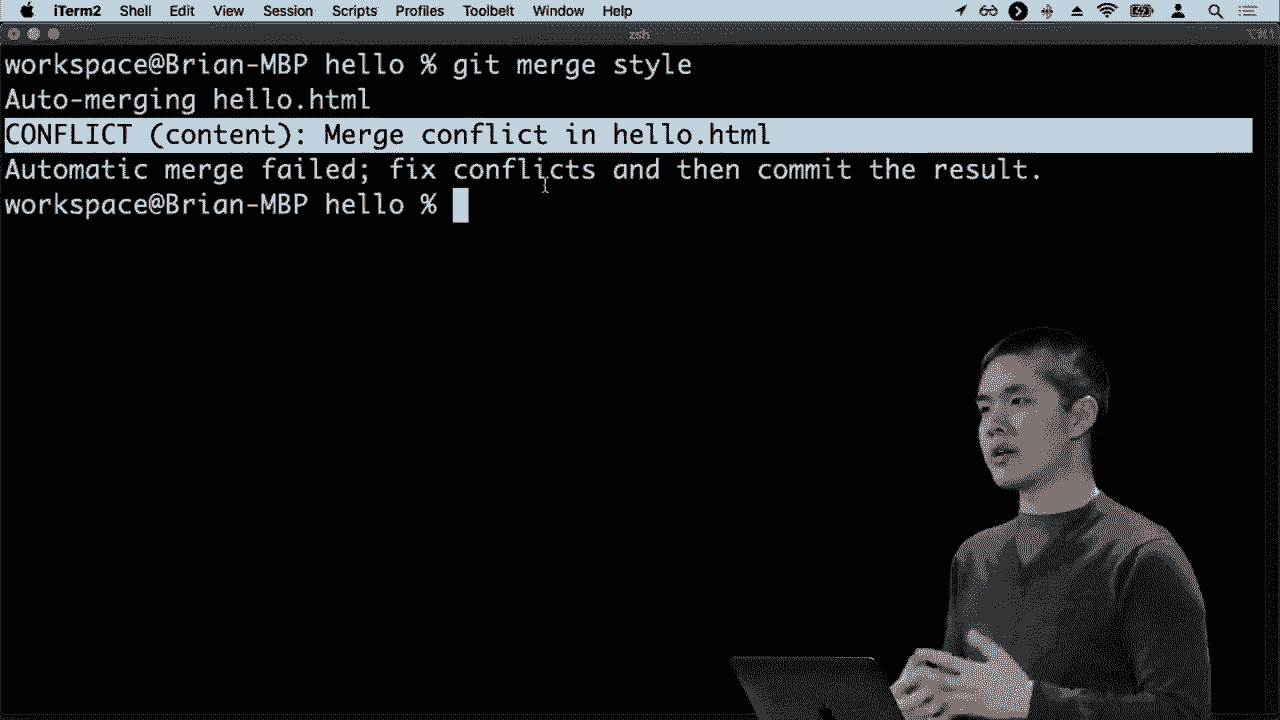 iTerm2 Shell Edit View Session Scripts Profiles Toolbelt Window Help
zsh
workspace@Brian-MBP hello % git merge style
Auto-merging hello.html
CONFLICT (content): Merge conflict in hello.html
Automatic merge failed; fix conflicts and then commit the result.
workspace@Brian-MBP hello %